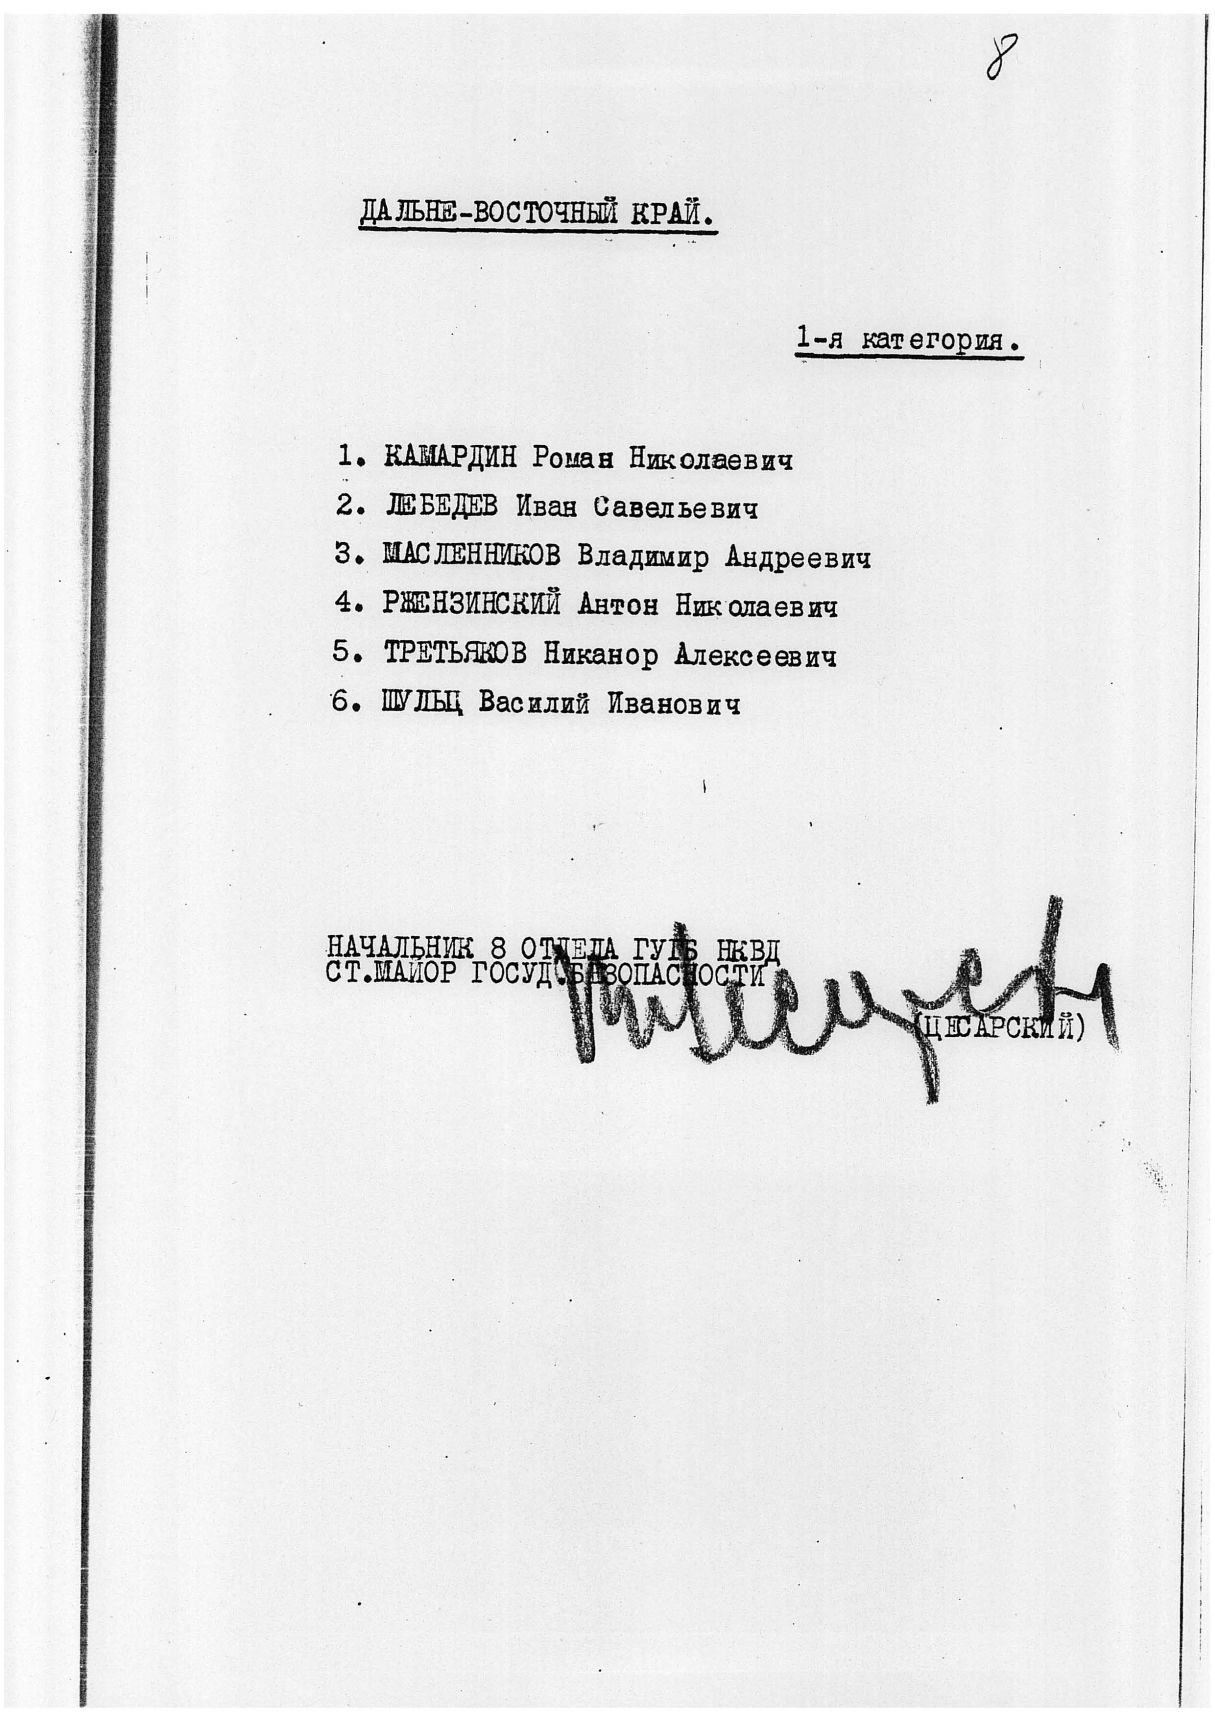 8
ДАЛЬНЕ-ВОСТОЧНЫЙ КРАЙ.
1-я категория.
1. КАМАРДИН Роман Николаевич
2. ЛЕБЕДЕВ Иван Савельевич
3. МАСЛЕННИКОВ Владимир Андреевич
4. РЖЕНЗИНСКИЙ Антон Николаевич
5. ТРЕТЬЯКОВ Никанор Алексеевич
6. ШУЛЬЦ Василий Иванович
НАЧАЛЬНИК 8 ОТДЕЛА ГУГБ НКВД
СТ.МАЙОР ГОСУД.БЕЗОПАСНОСТИ
(ЦЕСАРСКИЙ)